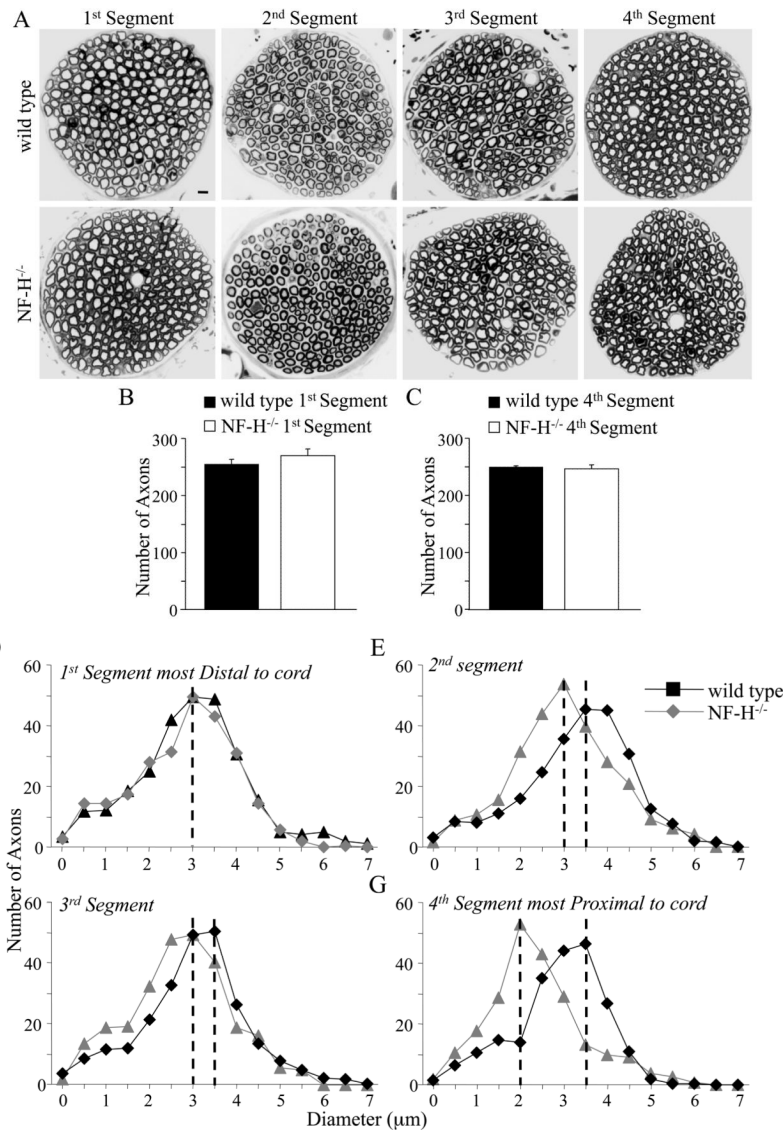 A
1st Segment
2nd Segment
3rd Segment
4th Segment
wild type
NF-H-/-
B
wild type 1st Segment
NF-H-/- 1st Segment
C
wild type 4th Segment
NF-H-/- 4th Segment
Number of Axons
300
200
100
0
Number of Axons
300
200
100
0
1st Segment most Distal to cord
60
40
20
0
0 1 2 3 4 5 6 7
E
2nd segment
wild type
NF-H-/-
60
40
20
0
0 1 2 3 4 5 6 7
Number of Axons
3rd Segment
60
40
20
0
0 1 2 3 4 5 6 7
G
4th Segment most Proximal to cord
60
40
20
0
0 1 2 3 4 5 6 7
Diameter (μm)